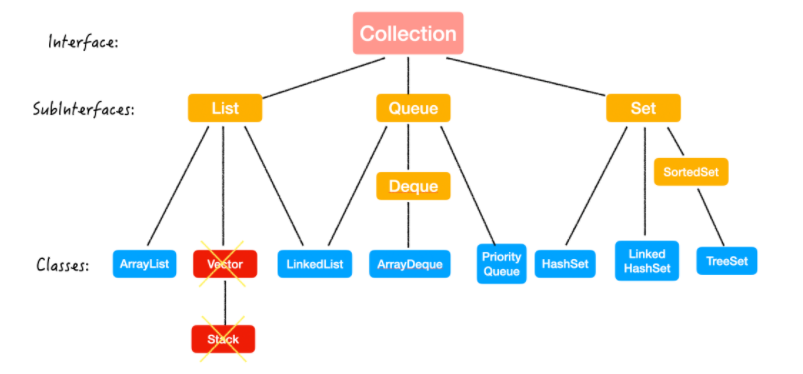 Interface:
Collection
SubInterfaces:
List
Queue
Set
Deque
SortedSet
Classes:
ArrayList
Vector
LinkedList
ArrayDeque
Priority
Queue
HashSet
Linked
HashSet
TreeSet
Stack